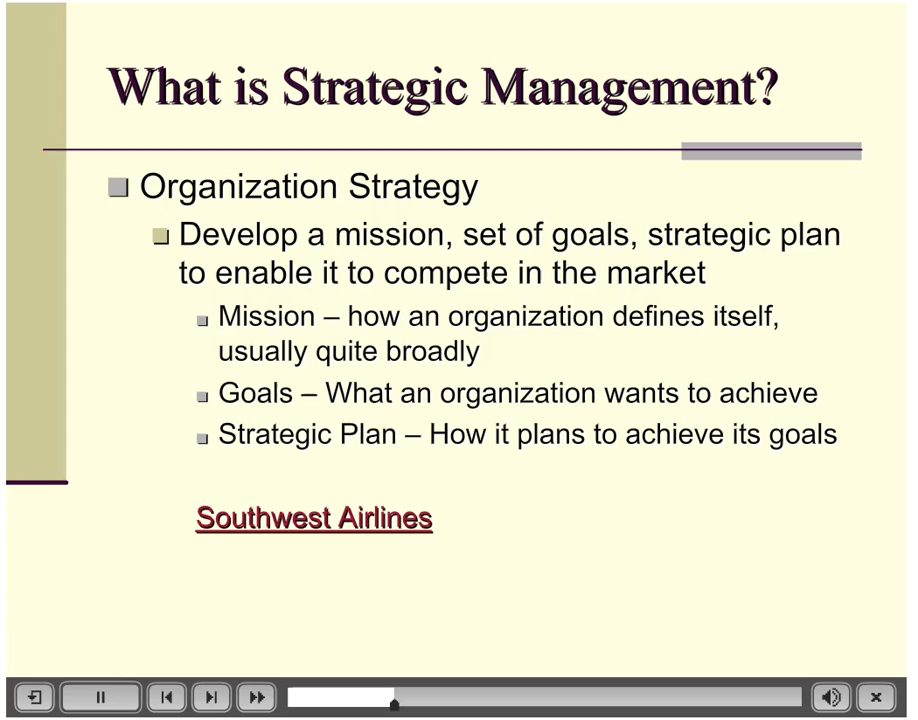 What is Strategic Management?
Organization Strategy
Develop a mission, set of goals, strategic plan
to enable it to compete in the market
Mission – how an organization defines itself,
usually quite broadly
Goals – What an organization wants to achieve
Strategic Plan – How it plans to achieve its goals
Southwest Airlines